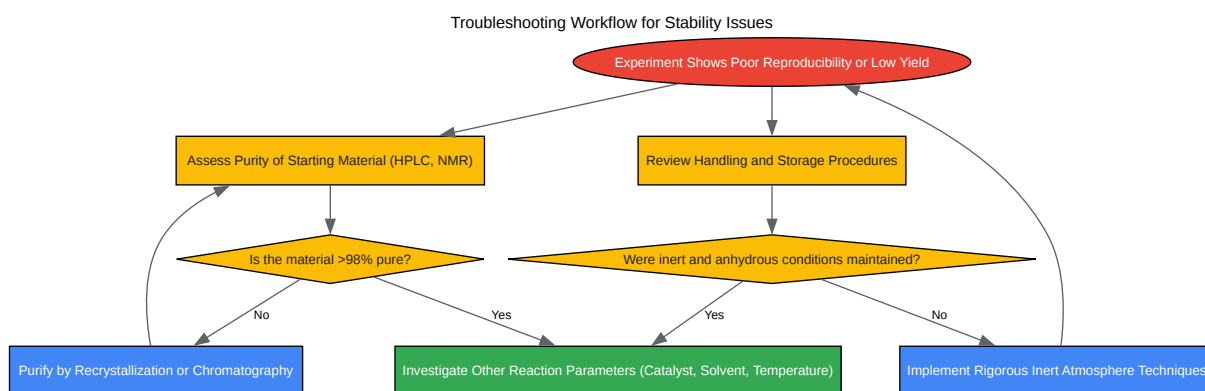 Troubleshooting Workflow for Stability Issues
Experiment Shows Poor Reproducibility or Low Yield
Assess Purity of Starting Material (HPLC, NMR)
Review Handling and Storage Procedures
Is the material >98% pure?
Were inert and anhydrous conditions maintained?
No
Yes
Yes
No
Purify by Recrystallization or Chromatography
Investigate Other Reaction Parameters (Catalyst, Solvent, Temperature)
Implement Rigorous Inert Atmosphere Techniques